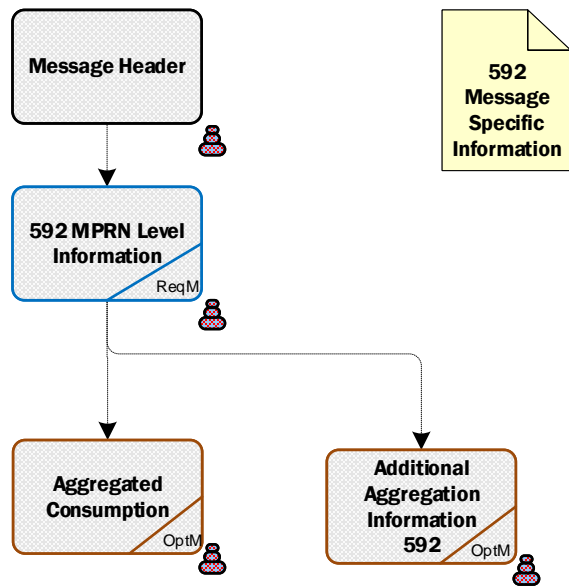 Message Header
592
Message
Specific
Information
592 MPRN Level
Information
ReqM
Aggregated
Consumption
OptM
Additional
Aggregation
Information
592
OptM